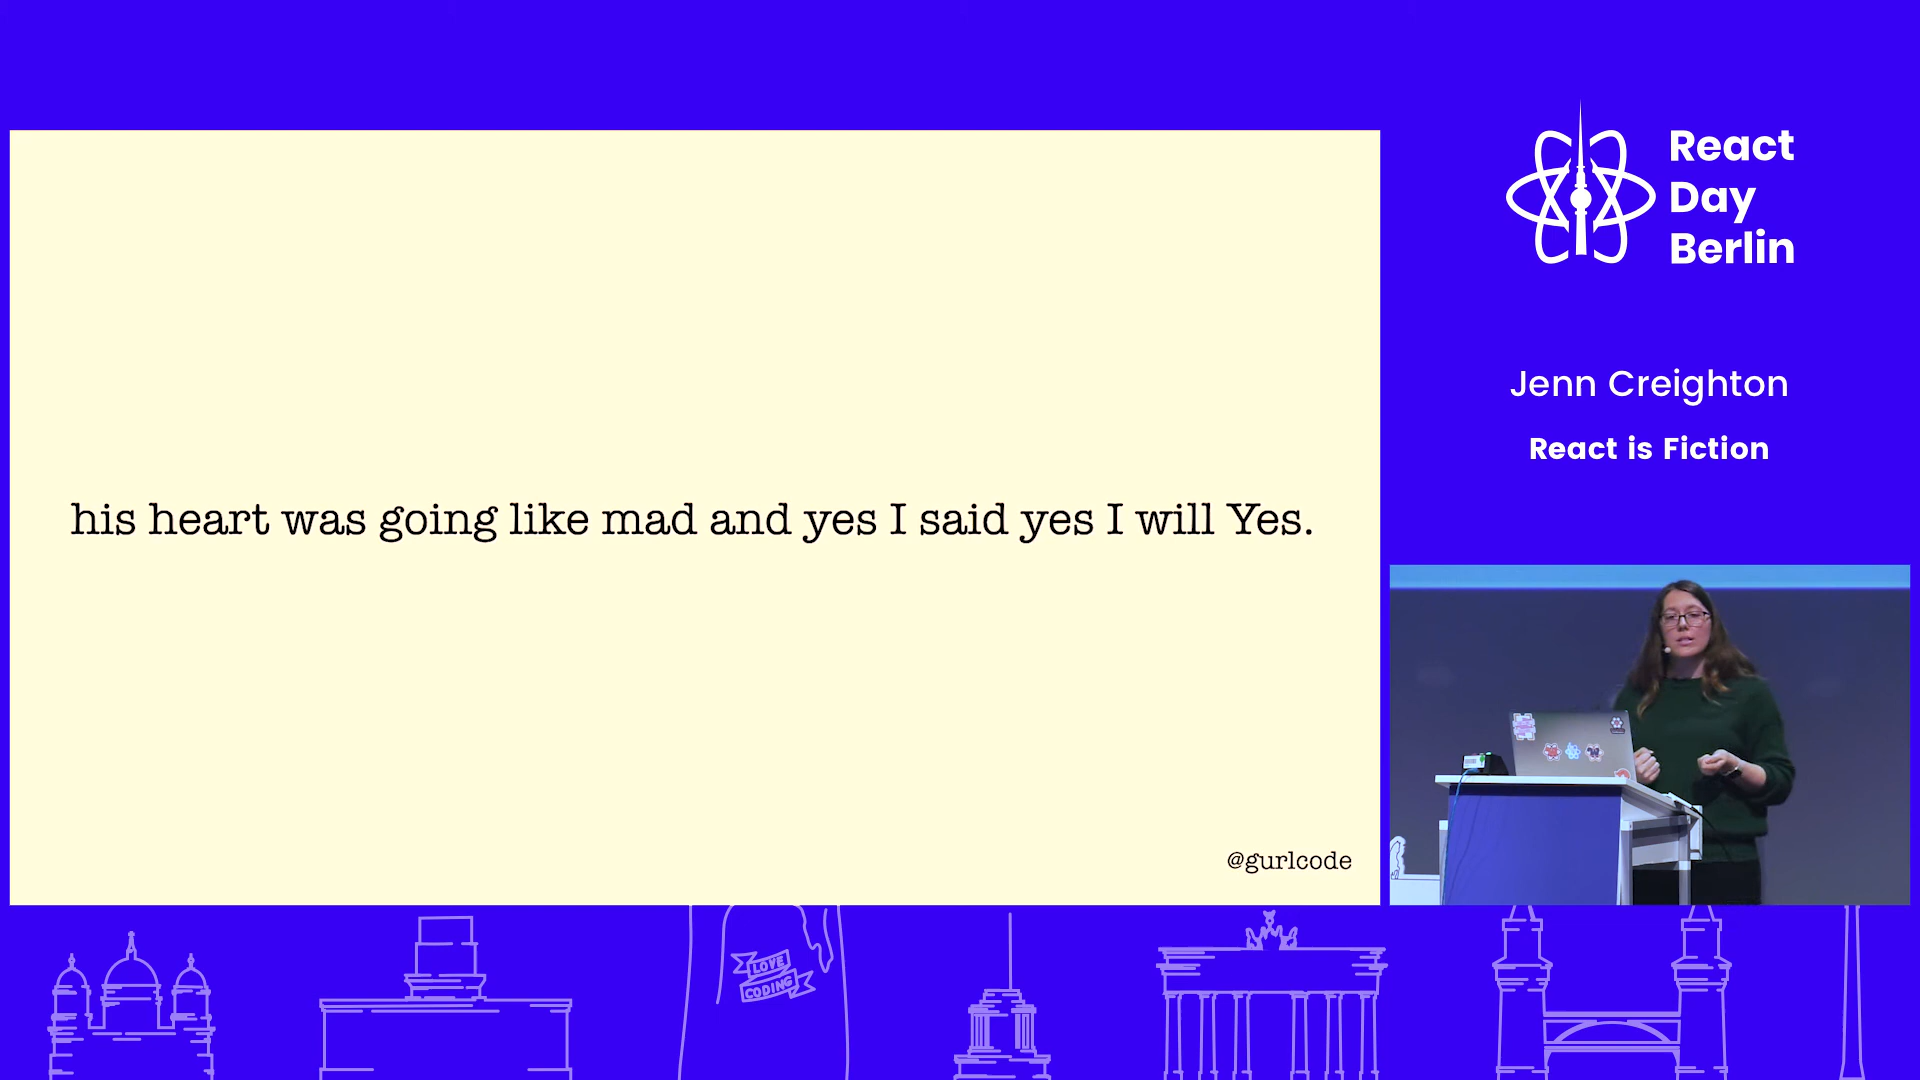 his heart was going like mad and yes I said yes I will Yes.
@gurlcode
React
Day
Berlin
Jenn Creighton
React is Fiction
LOVE
CODING